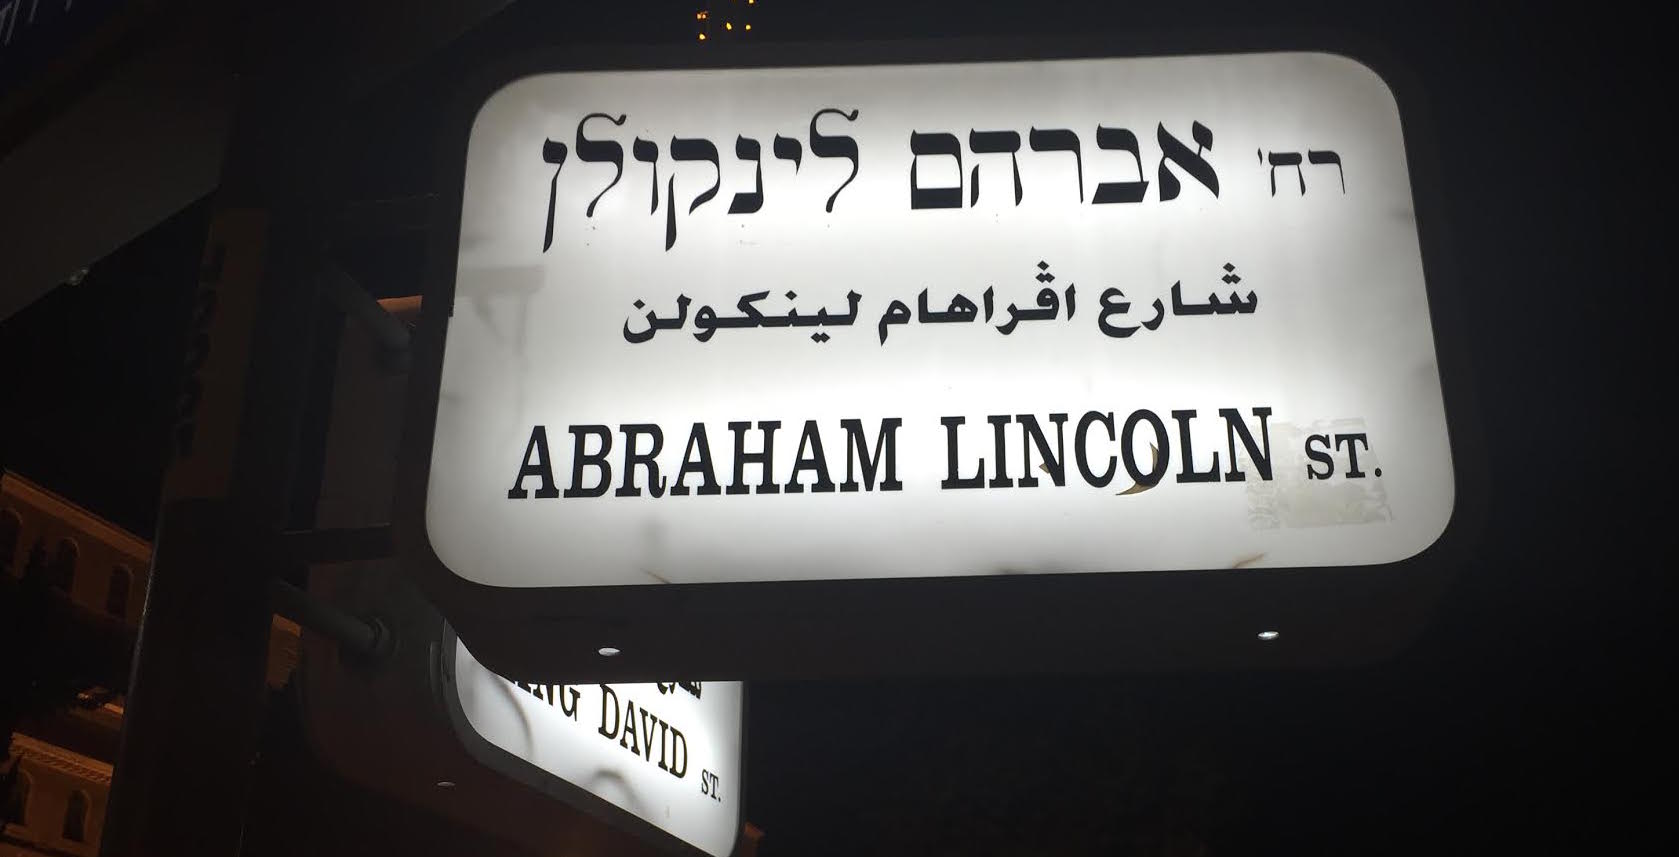 רח' אברהם לינקולן
شارع اڤراهام لينكولن
ABRAHAM LINCOLN ST.
DAVID ST.